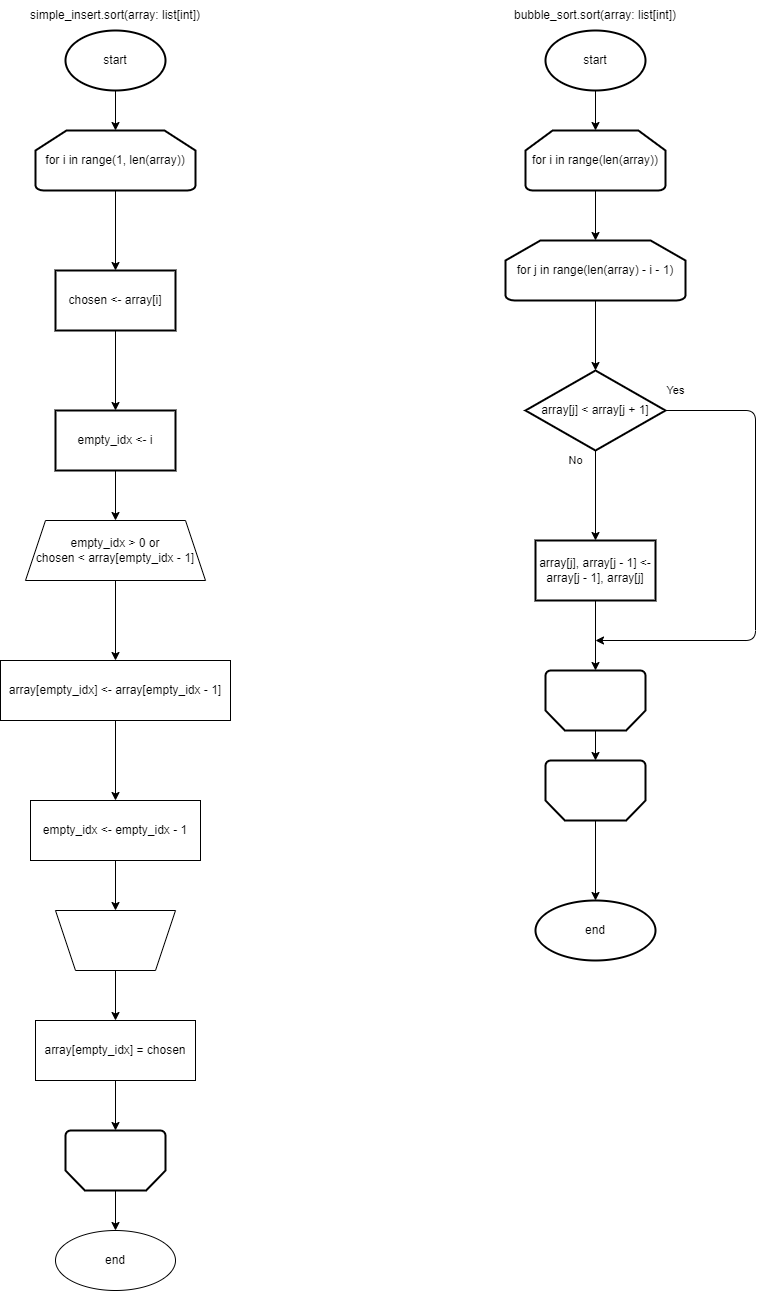 simple_insert.sort(array: list[int])
start
for i in range(1, len(array))
chosen <- array[i]
empty_idx <- i
empty_idx > 0 or
chosen < array[empty_idx - 1]
array[empty_idx] <- array[empty_idx - 1]
empty_idx <- empty_idx - 1
array[empty_idx] = chosen
end
bubble_sort.sort(array: list[int])
start
for i in range(len(array))
for j in range(len(array) - i - 1)
array[j] < array[j + 1]
Yes
No
array[j], array[j - 1] <-
array[j - 1], array[j]
end